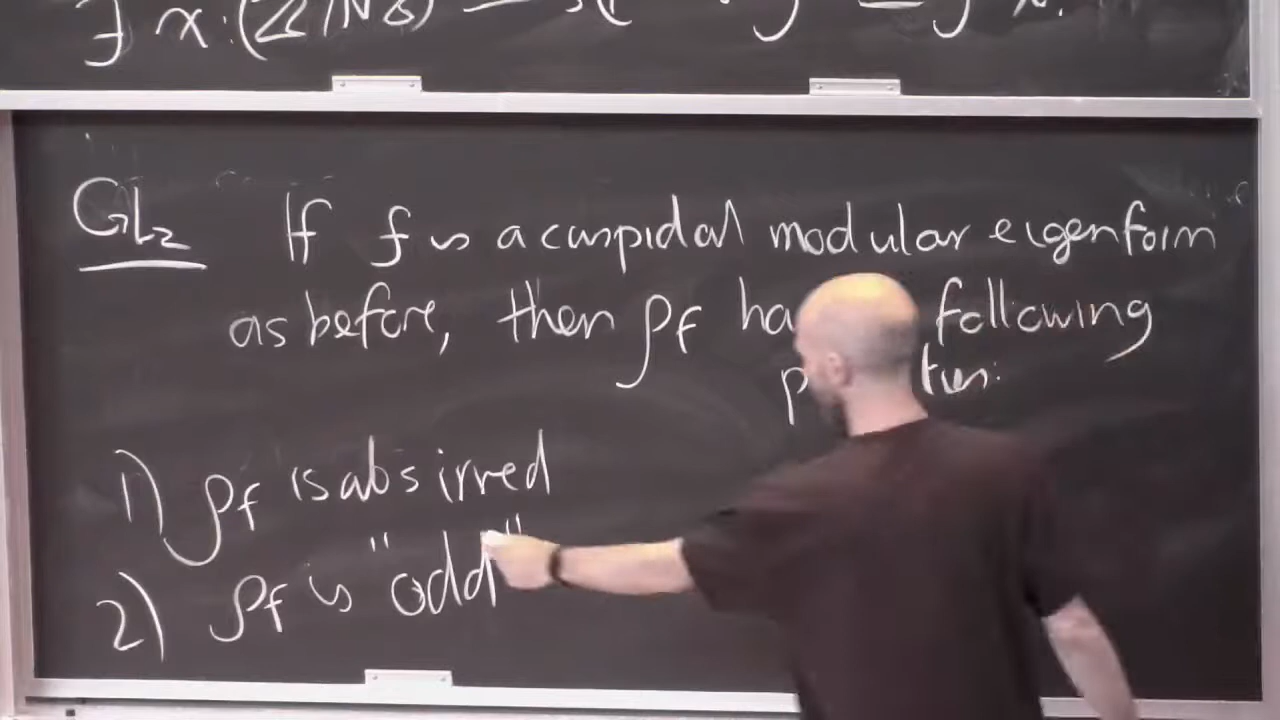 ∃ χ: (ℤ/N
GL₂ If f is a cuspidal modular eigenform
as before, then ρf ha following
p ties:
1) ρf is abs irred
2) ρf is "odd"